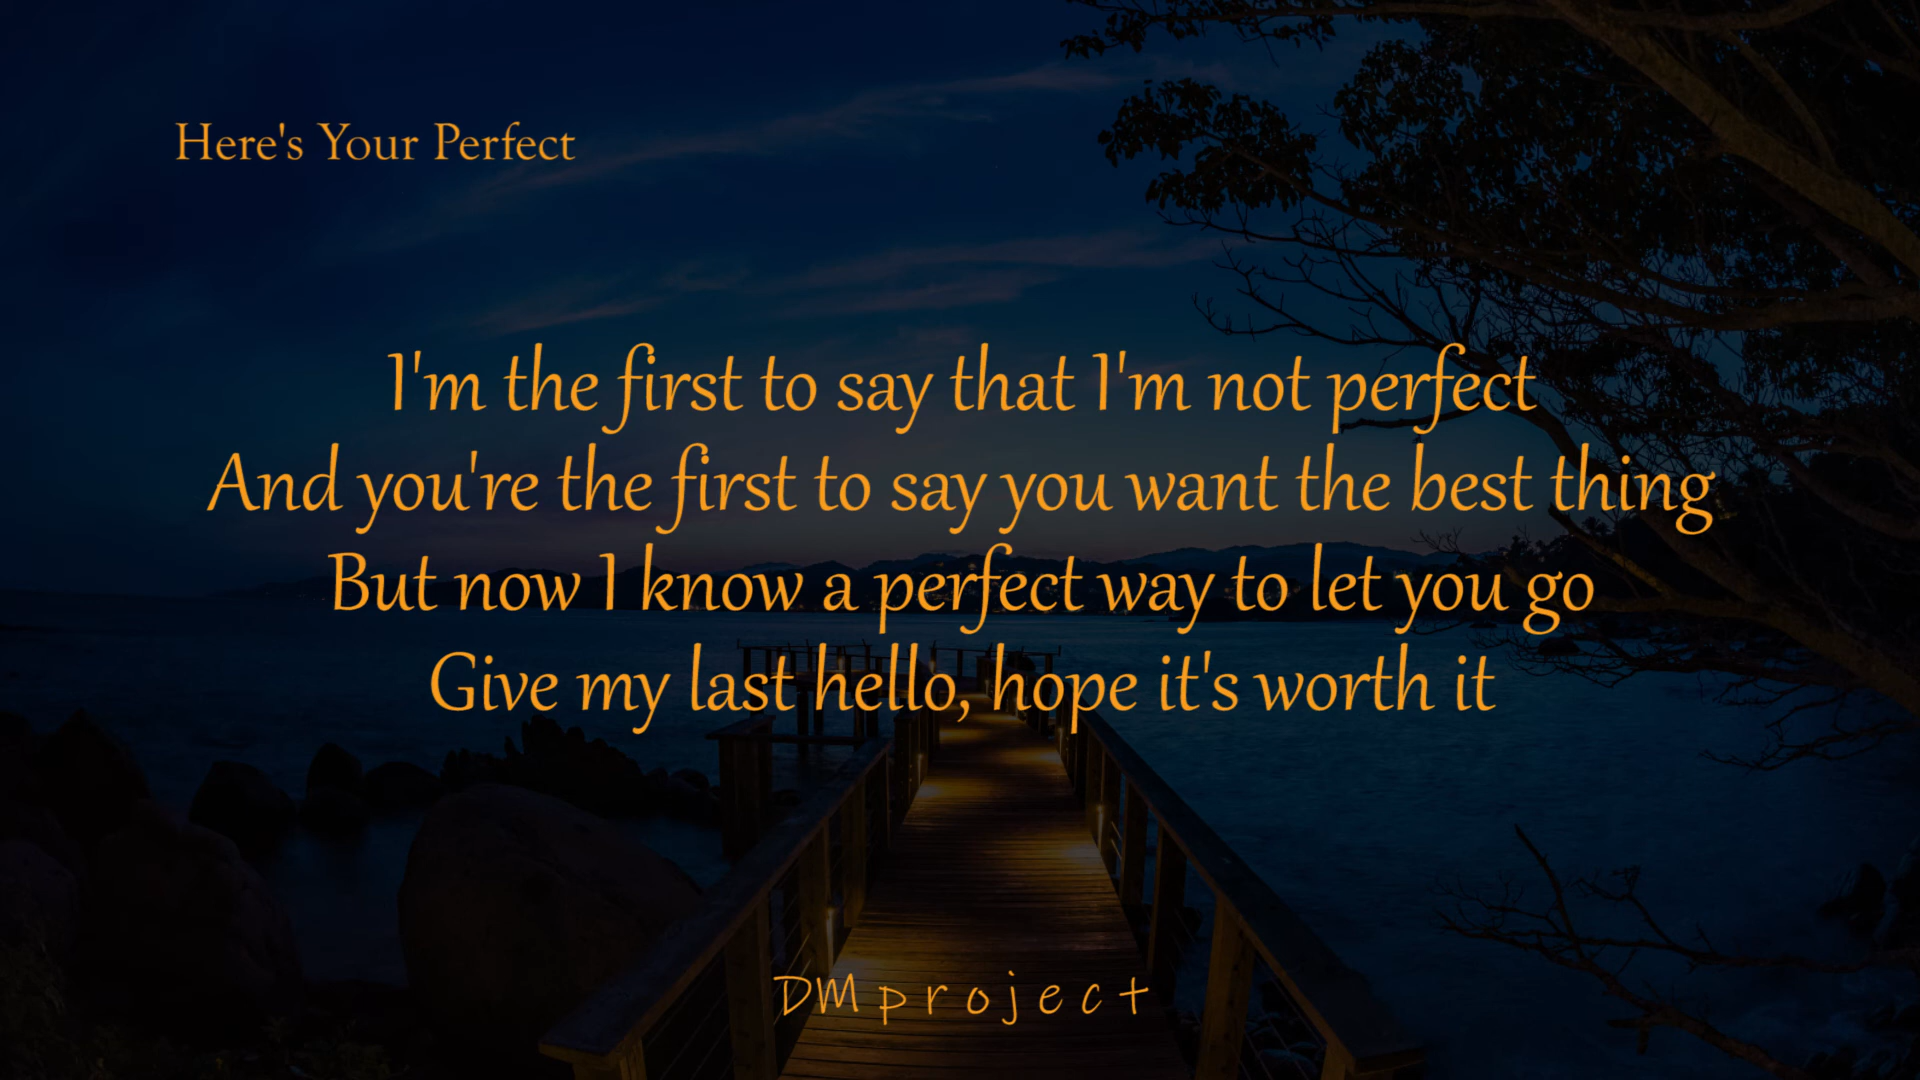 Here's Your Perfect
I'm the first to say that I'm not perfect
And you're the first to say you want the best thing
But now I know a perfect way to let you go
Give my last hello, hope it's worth it
DMproject